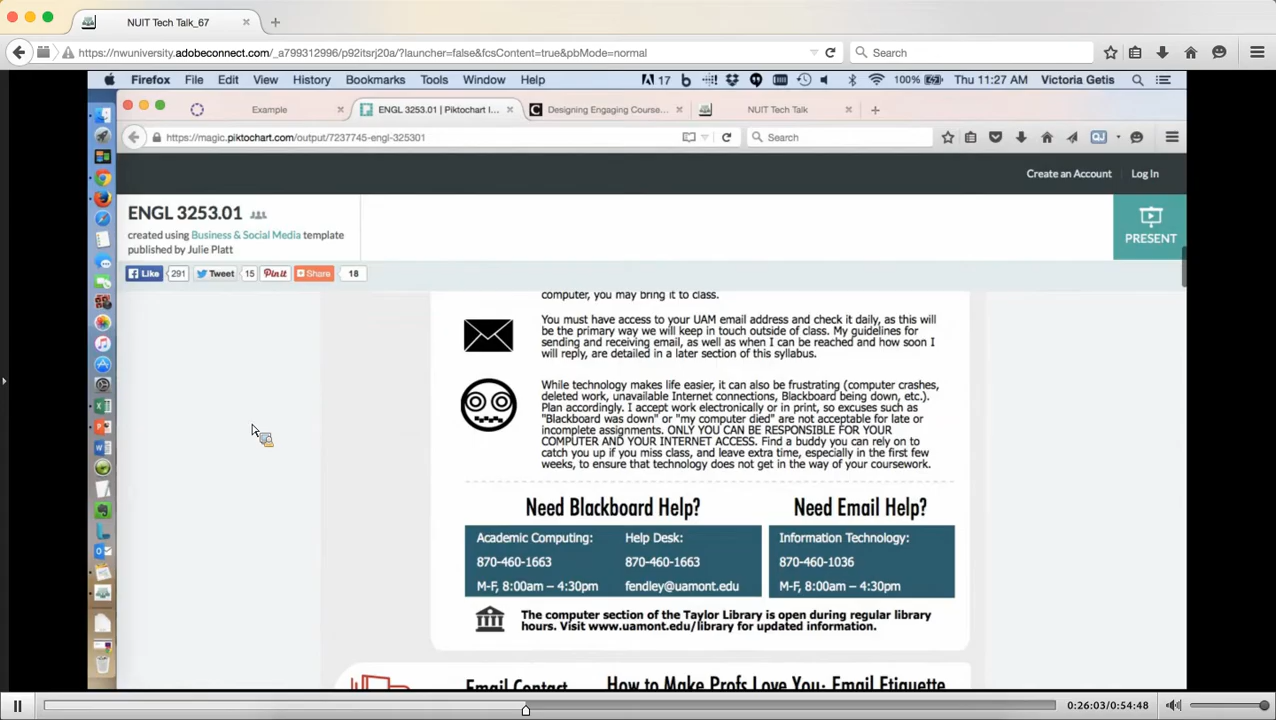 NUIT Tech Talk_67
https://nwuniversity.adobeconnect.com/_a799312996/p92itsrj20a/?launcher=false&fcsContent=true&pbMode=normal
Search
Firefox File Edit View History Bookmarks Tools Window Help 17 100% Thu 11:27 AM Victoria Getis
Example ENGL 3253.01 | Piktochart I... Designing Engaging Course... NUIT Tech Talk
https://magic.piktochart.com/output/7237745-engl-325301 Search
Create an Account Log In
ENGL 3253.01
created using Business & Social Media template
published by Julie Platt
PRESENT
Like 291 Tweet 15 Pin it Share 18
computer, you may bring it to class.
You must have access to your UAM email address and check it daily, as this will
be the primary way we will keep in touch outside of class. My guidelines for
sending and receiving email, as well as when I can be reached and how soon I
will reply, are detailed in a later section of this syllabus.
While technology makes life easier, it can also be frustrating (computer crashes,
deleted work, unavailable Internet connections, Blackboard being down, etc.).
Plan accordingly. I accept work electronically or in print, so excuses such as
"Blackboard was down" or "my computer died" are not acceptable for late or
incomplete assignments. ONLY YOU CAN BE RESPONSIBLE FOR YOUR
COMPUTER AND YOUR INTERNET ACCESS. Find a buddy you can rely on to
catch you up if you miss class, and leave extra time, especially in the first few
weeks, to ensure that technology does not get in the way of your coursework.
Need Blackboard Help?
Academic Computing:
870-460-1663
M-F, 8:00am – 4:30pm
Help Desk:
870-460-1663
fendley@uamont.edu
Need Email Help?
Information Technology:
870-460-1036
M-F, 8:00am – 4:30pm
The computer section of the Taylor Library is open during regular library
hours. Visit www.uamont.edu/library for updated information.
Email Contact
How to Make Profs Love You: Email Etiquette
0:26:03/0:54:48